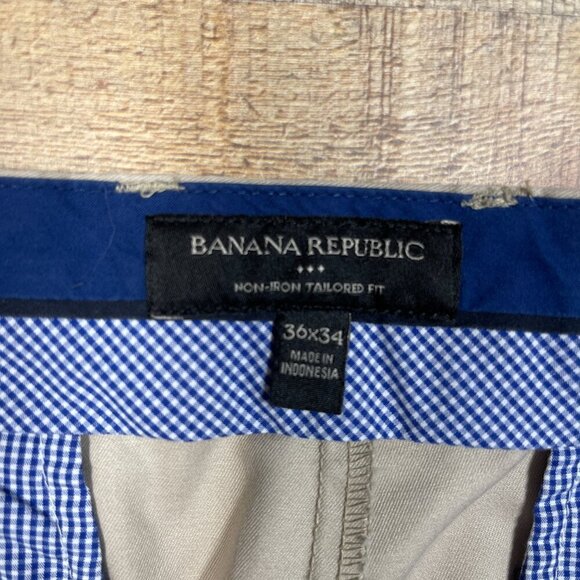 BANANA REPUBLIC
NON-IRON TAILORED FIT
36x34
MADE IN
INDONESIA